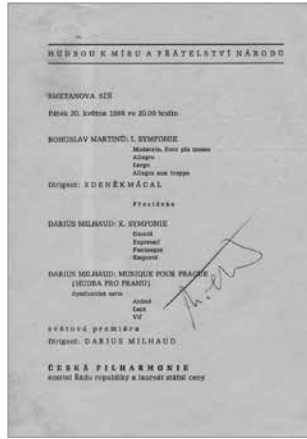 HUDBOU K MÍRU A PŘÁTELSTVÍ NÁRODŮ
SMETANOVA SÍŇ
Pátek 20. května 1966 ve 20.00 hodin
BOHUSLAV MARTINŮ: I. SYMFONIE
Moderato, Poco più mosso
Allegro
Largo
Allegro non troppo
Dirigent: ZDENĚK MÁCAL
Přestávka
DARIUS MILHAUD: X. SYMFONIE
Décidé
Expressif
Fantasque
Emporté
DARIUS MILHAUD: MUSIQUE POUR PRAGUE
(HUDBA PRO PRAHU)
Symfonická suita
Animé
Lent
Vif
světová premiéra
Dirigent: DARIUS MILHAUD
ČESKÁ FILHARMONIE
nositel Řádu republiky a laureát státní ceny